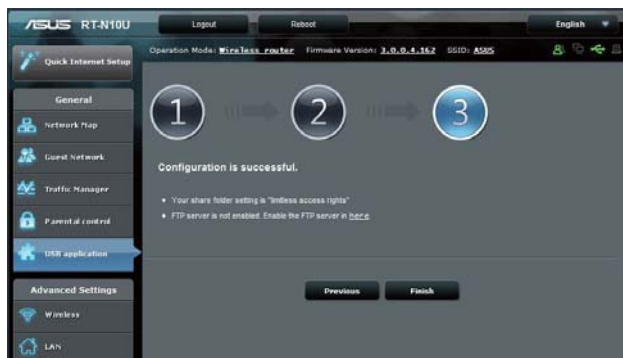 ASUS RT-N10U
Logout
Reboot
English
Quick Internet Setup
Operation Mode: Wireless router Firmware Version: 3.0.0.4.162 SSID: ASUS
General
Network Map
Guest Network
Traffic Manager
Parental control
USB application
Advanced Settings
Wireless
LAN
1
2
3
Configuration is successful.
Your share folder setting is "limitless access rights"
FTP server is not enabled. Enable the FTP server in here.
Previous
Finish